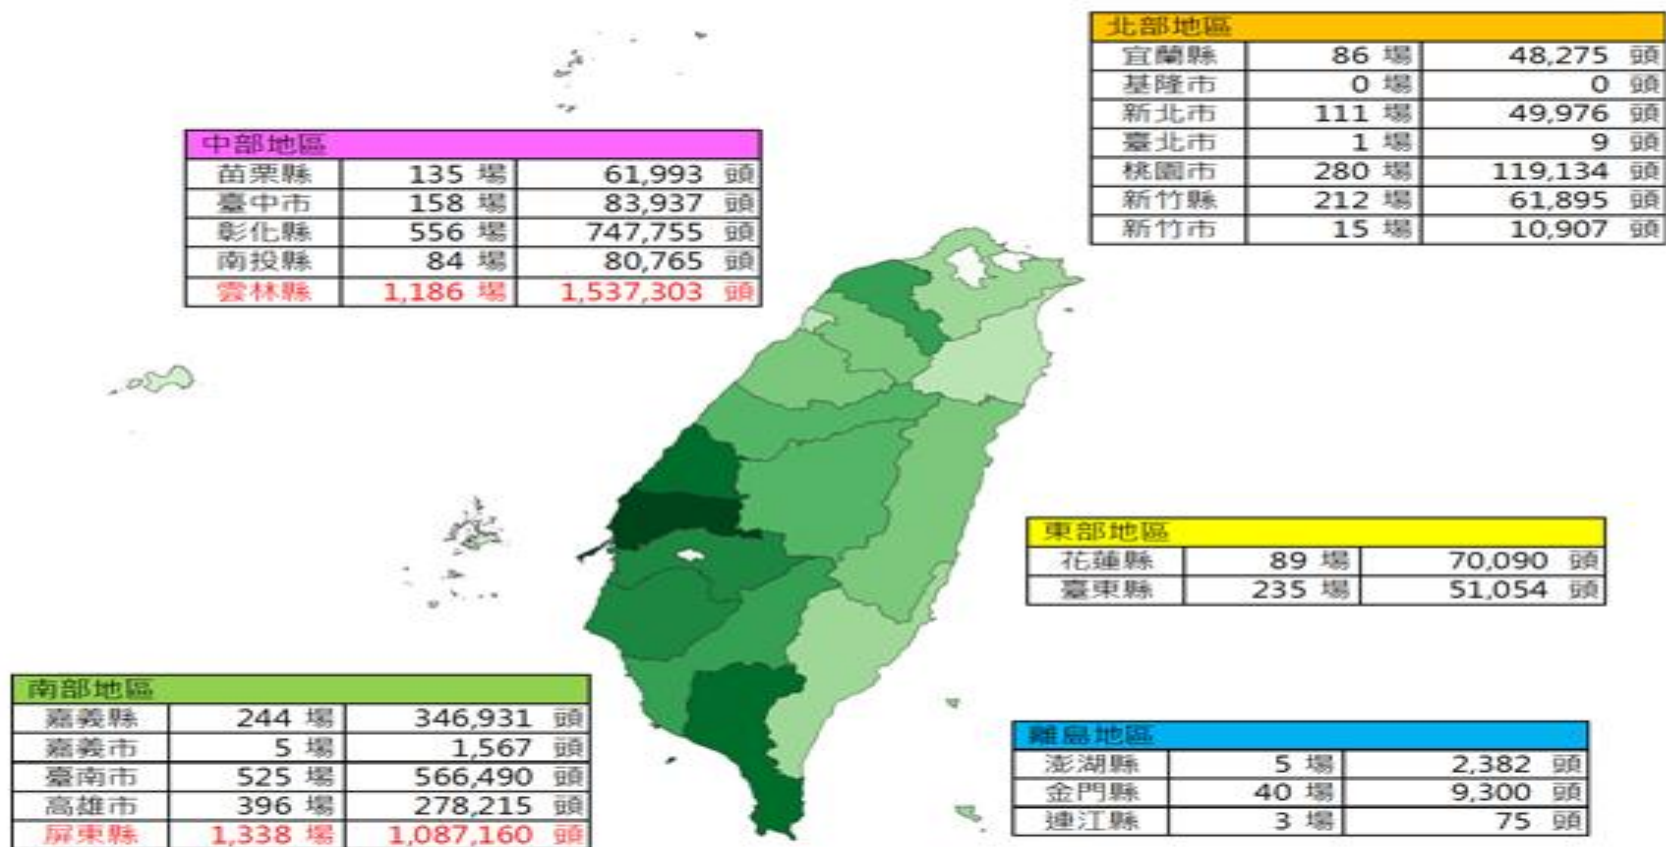 北部地區
宜蘭縣 86 場 48,275 頭
基隆市 0 場 0 頭
新北市 111 場 49,976 頭
臺北市 1 場 9 頭
桃園市 280 場 119,134 頭
新竹縣 212 場 61,895 頭
新竹市 15 場 10,907 頭
中部地區
苗栗縣 135 場 61,993 頭
臺中市 158 場 83,937 頭
彰化縣 556 場 747,755 頭
南投縣 84 場 80,765 頭
雲林縣 1,186 場 1,537,303 頭
東部地區
花蓮縣 89 場 70,090 頭
臺東縣 235 場 51,054 頭
南部地區
嘉義縣 244 場 346,931 頭
嘉義市 5 場 1,567 頭
臺南市 525 場 566,490 頭
高雄市 396 場 278,215 頭
屏東縣 1,338 場 1,087,160 頭
離島地區
澎湖縣 5 場 2,382 頭
金門縣 40 場 9,300 頭
連江縣 3 場 75 頭